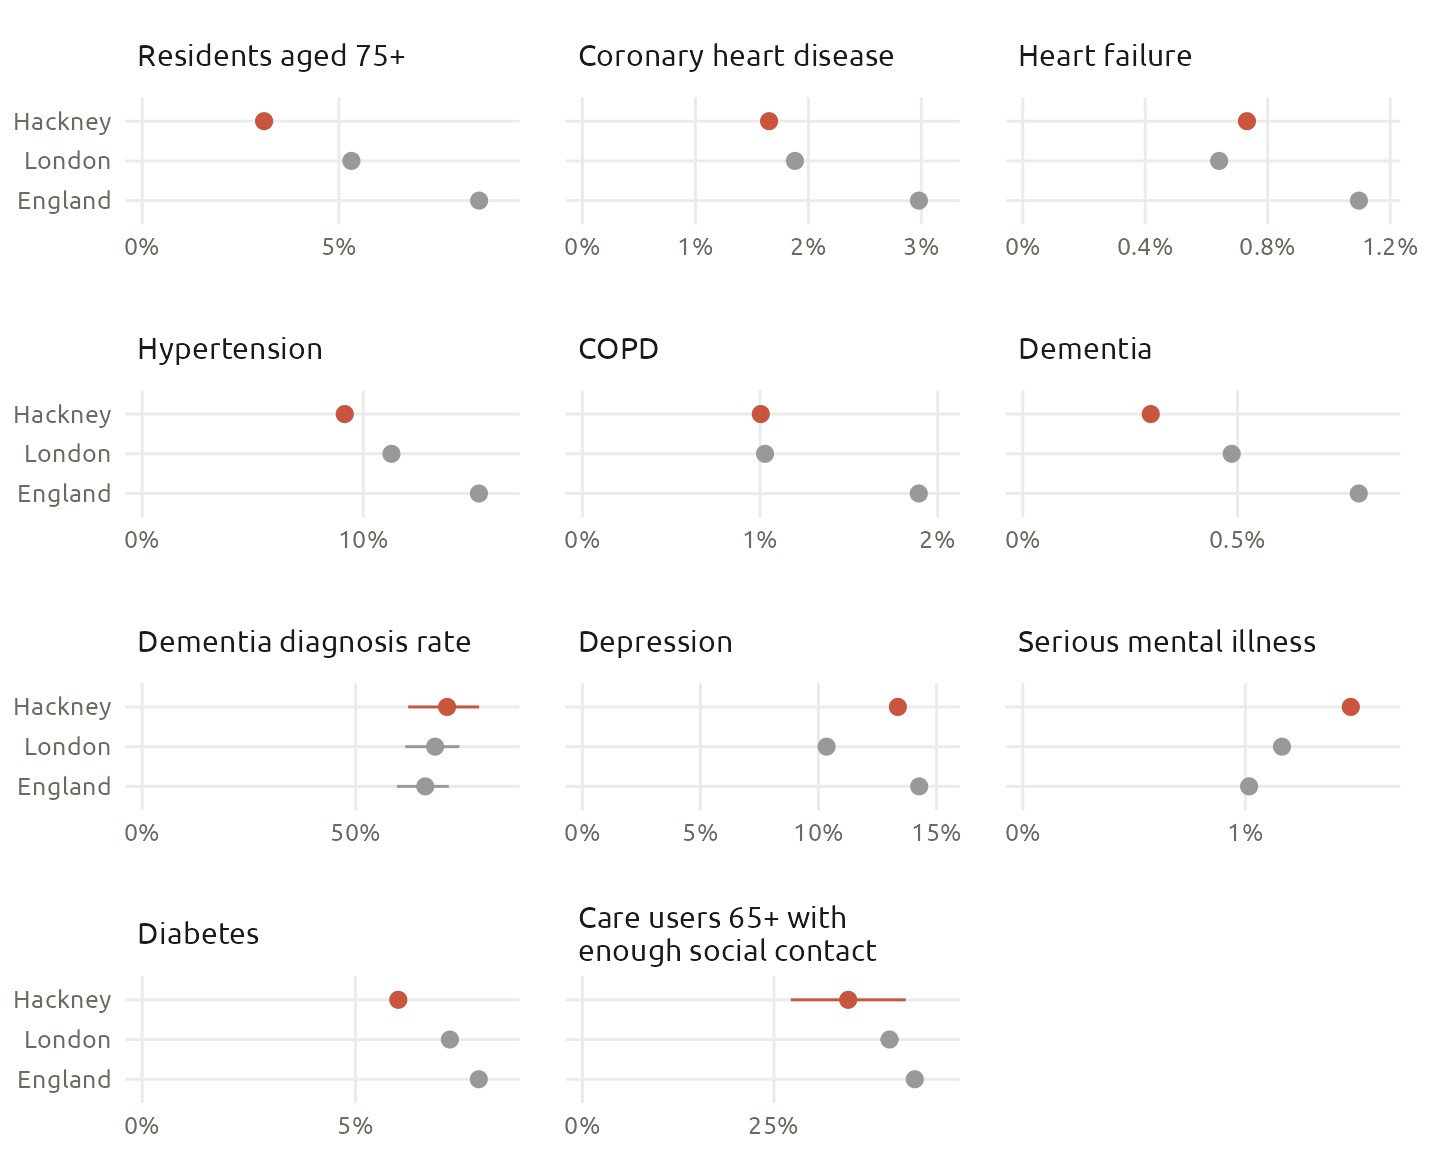 Residents aged 75+
Coronary heart disease
Heart failure
Hackney
London
England
0% 5%
0% 1% 2% 3%
0% 0.4% 0.8% 1.2%
Hypertension
COPD
Dementia
Hackney
London
England
0% 10%
0% 1% 2%
0% 0.5%
Dementia diagnosis rate
Depression
Serious mental illness
Hackney
London
England
0% 50%
0% 5% 10% 15%
0% 1%
Diabetes
Care users 65+ with
enough social contact
Hackney
London
England
0% 5%
0% 25%